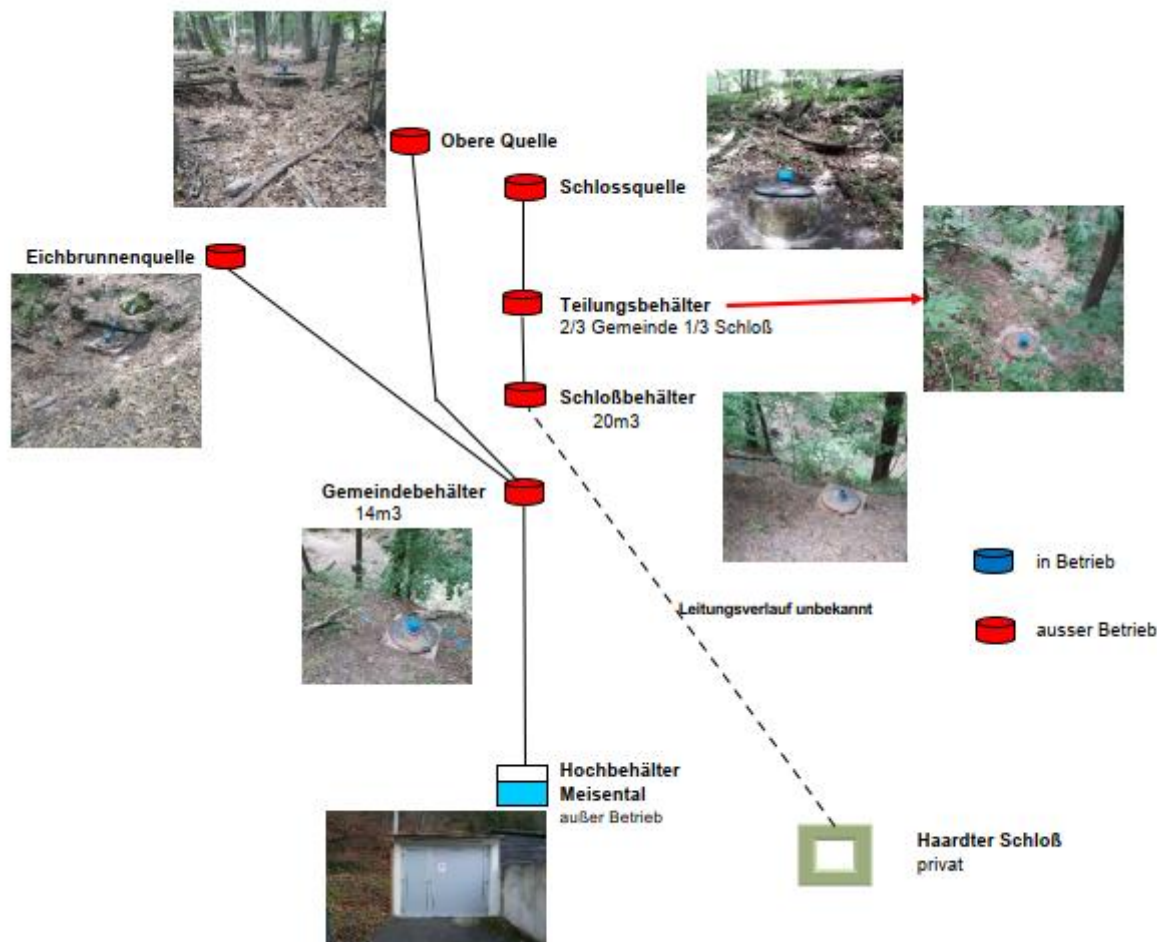 Obere Quelle
Schlossquelle
Eichbrunnenquelle
Teilungsbehälter
2/3 Gemeinde 1/3 Schloß
Schloßbehälter
20m3
Gemeindebehälter
14m3
in Betrieb
Leitungsverlauf unbekannt
ausser Betrieb
Hochbehälter
Meisental
außer Betrieb
Haardter Schloß
privat